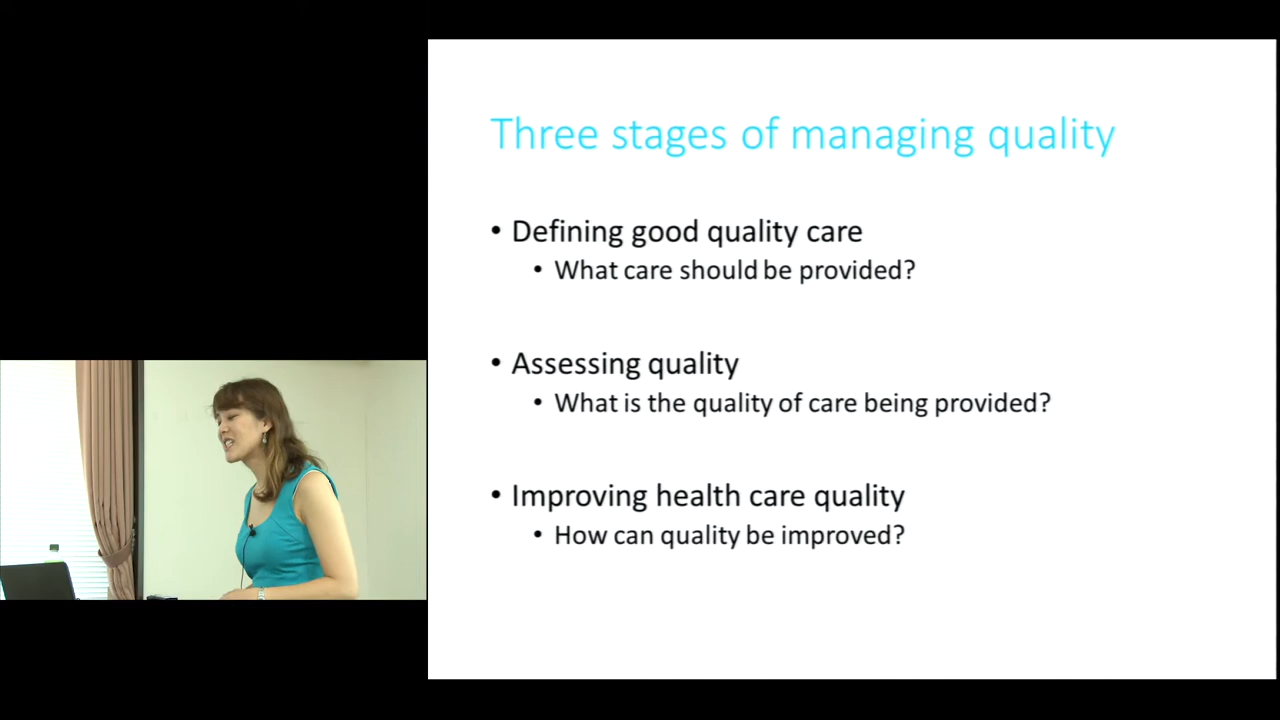 Three stages of managing quality
• Defining good quality care
• What care should be provided?
• Assessing quality
• What is the quality of care being provided?
• Improving health care quality
• How can quality be improved?